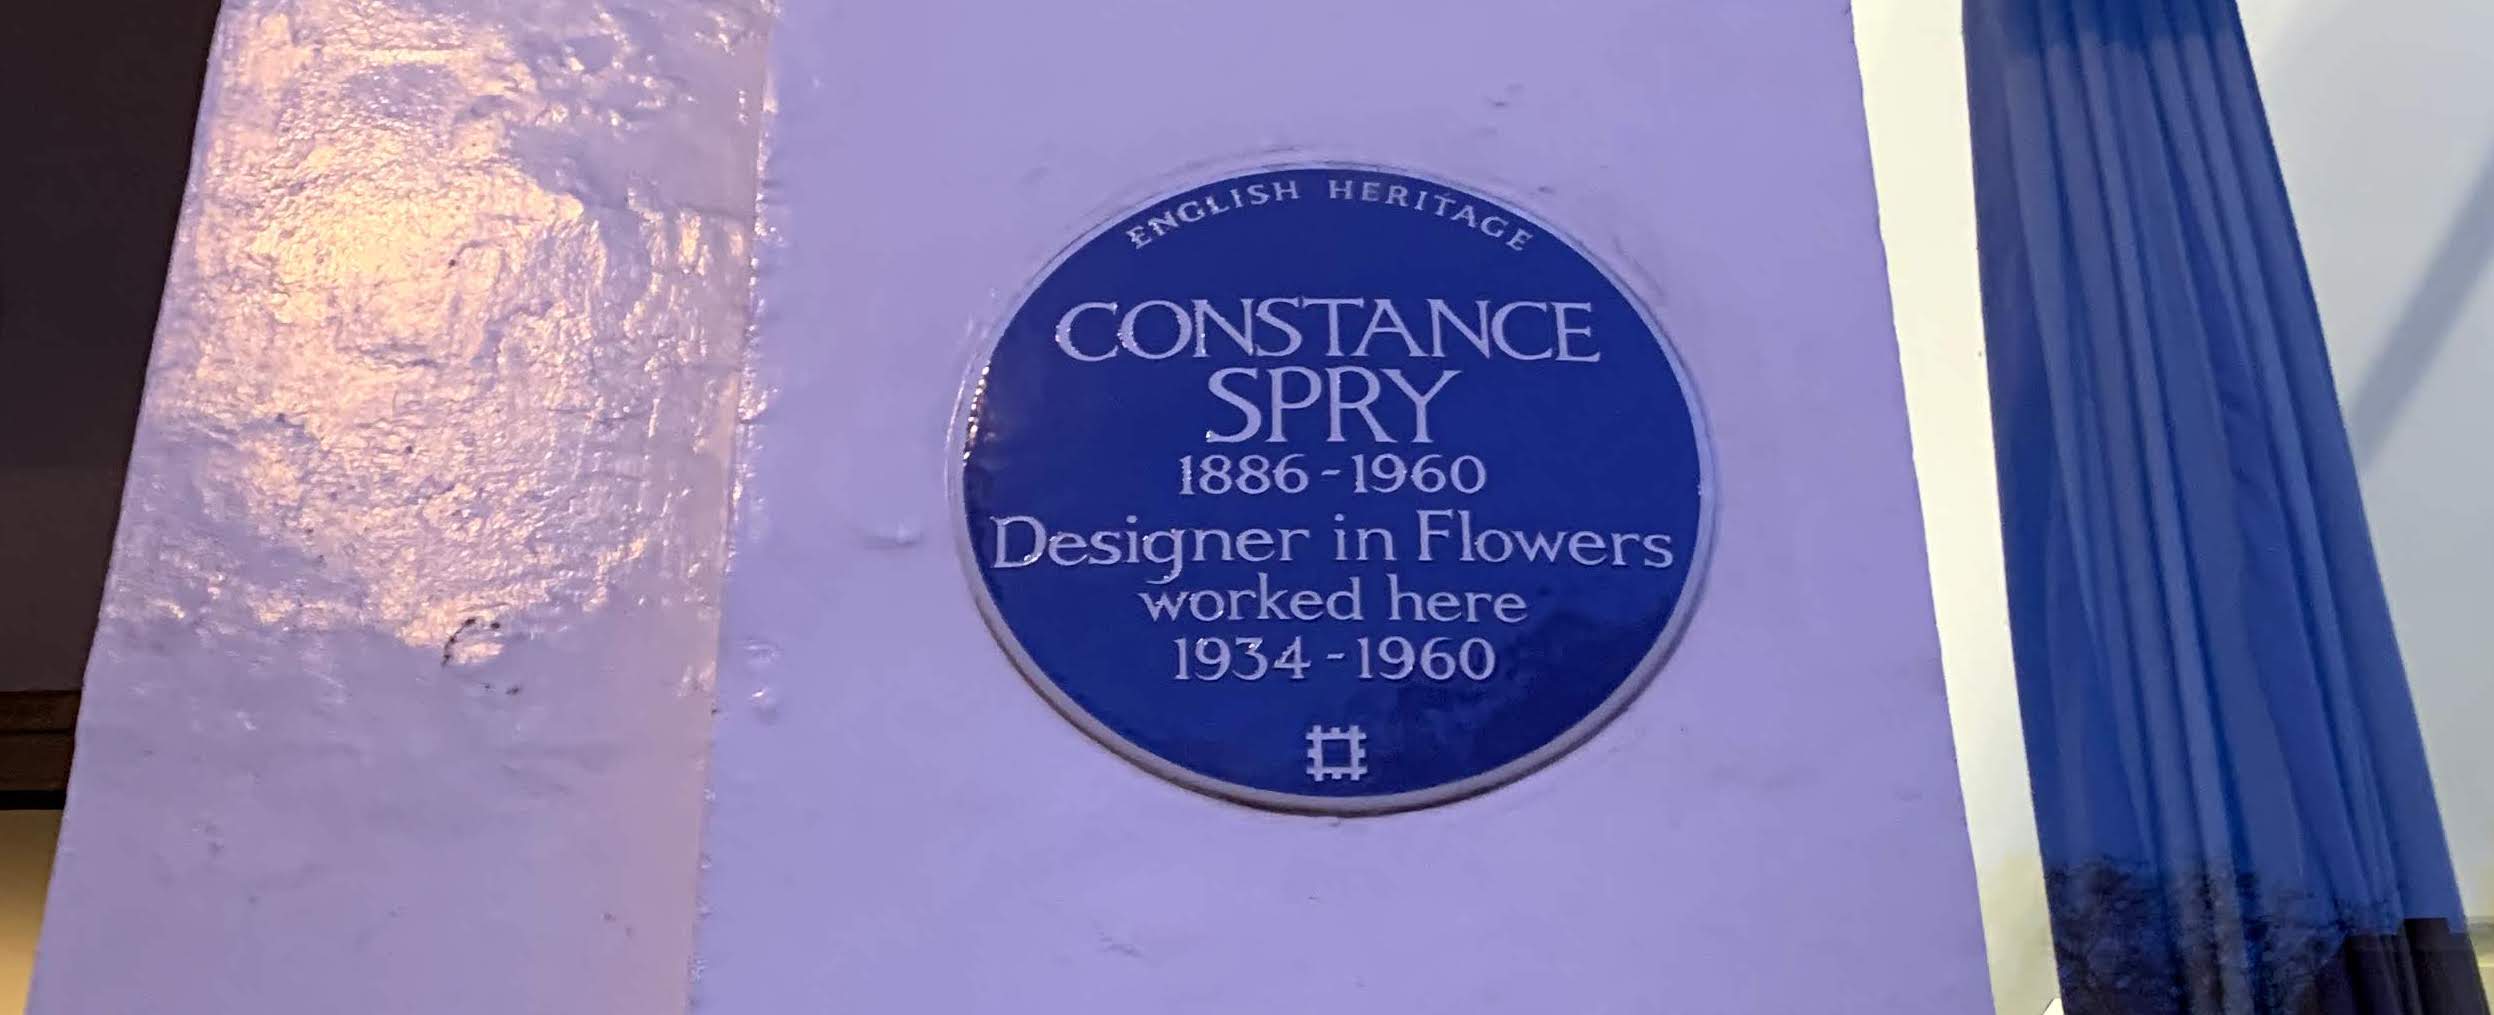 ENGLISH HERITAGE
CONSTANCE
SPRY
1886-1960
Designer in Flowers
worked here
1934-1960